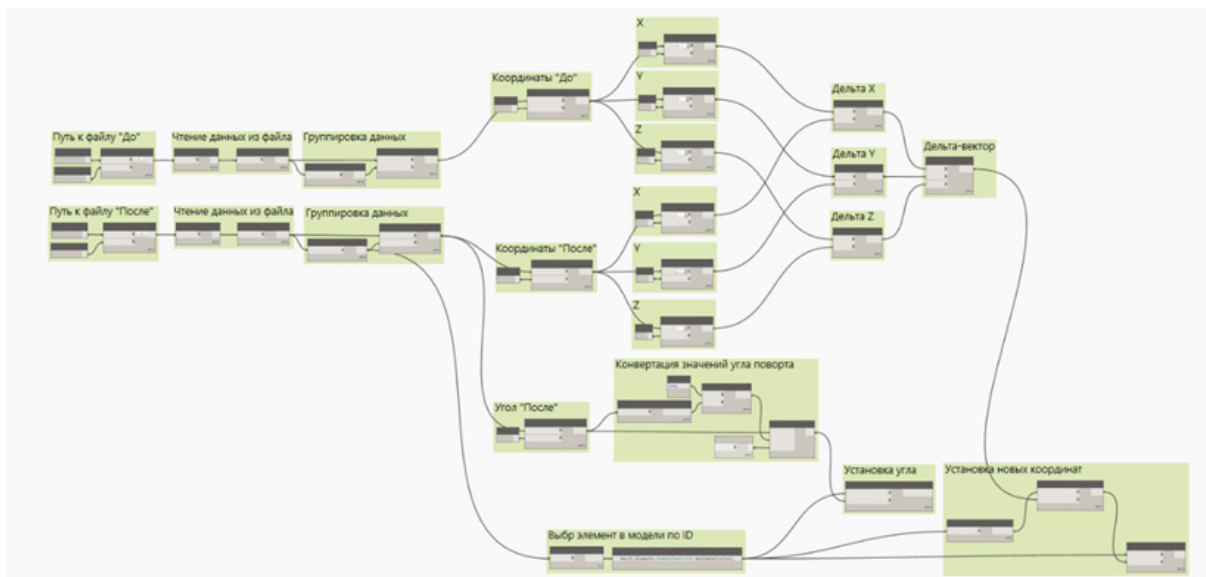 X
Координаты "До"
Y
Дельта X
Путь к файлу "До"
Чтение данных из файла
Группировка данных
Z
Дельта Y
Дельта-вектор
X
Путь к файлу "После"
Чтение данных из файла
Группировка данных
Дельта Z
Координаты "После"
Y
Z
Конвертация значений угла поворта
Угол "После"
Установка угла
Установка новых координат
Выбр элемент в модели по ID